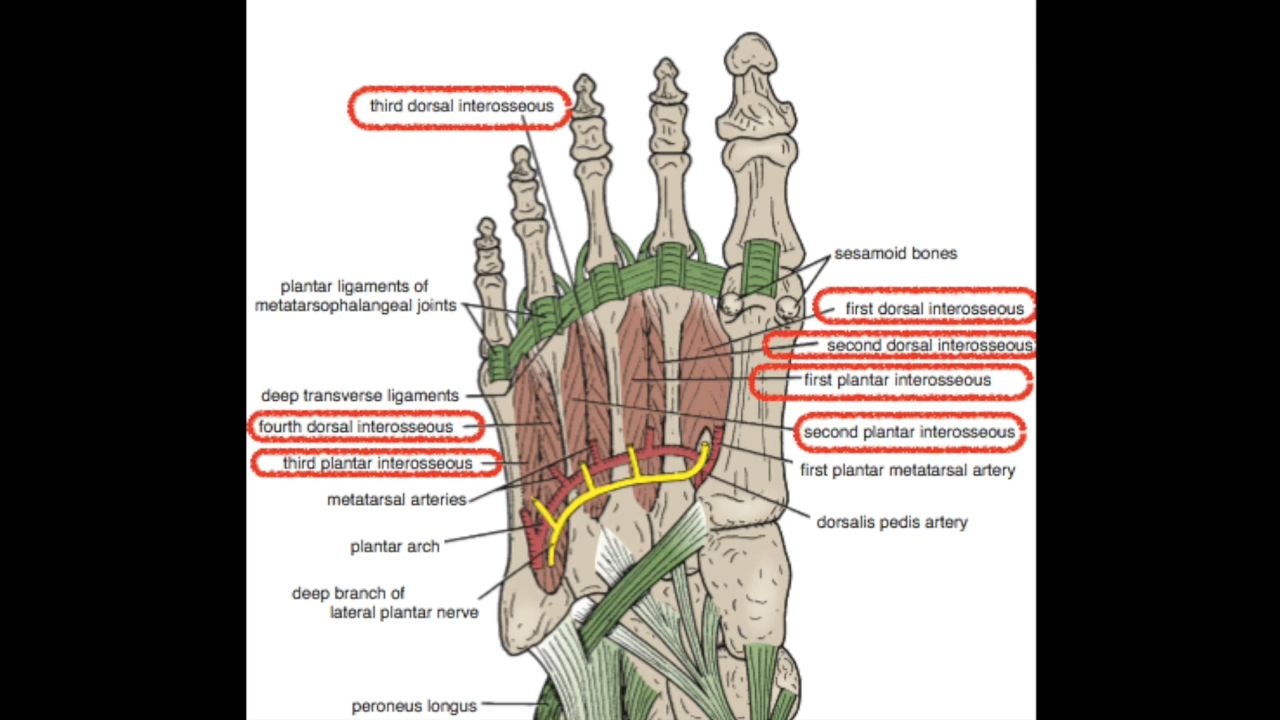 third dorsal interosseous
sesamoid bones
plantar ligaments of
metatarsophalangeal joints
first dorsal interosseous
second dorsal interosseous
first plantar interosseous
deep transverse ligaments
fourth dorsal interosseous
second plantar interosseous
third plantar interosseous
first plantar metatarsal artery
metatarsal arteries
dorsalis pedis artery
plantar arch
deep branch of
lateral plantar nerve
peroneus longus